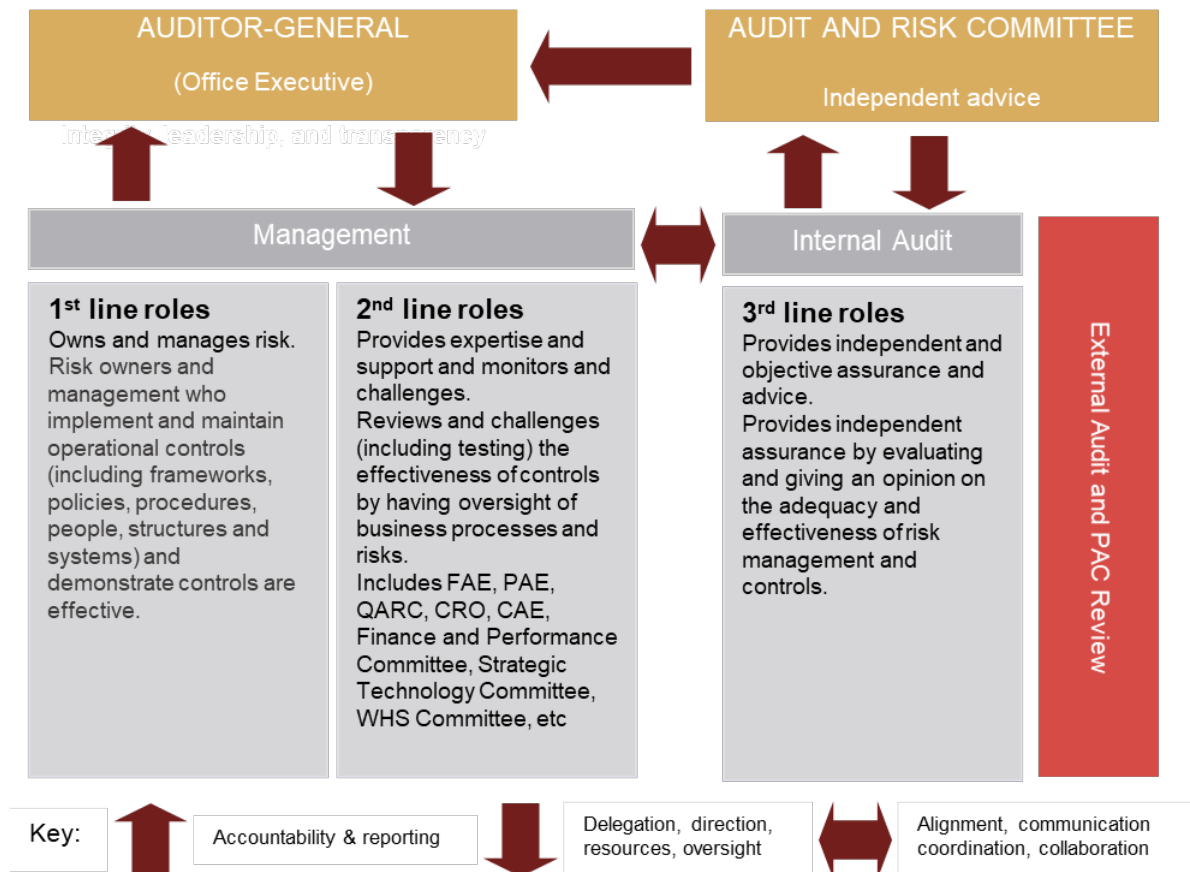 AUDITOR-GENERAL
(Office Executive)
Integrity, leadership, and transparency
AUDIT AND RISK COMMITTEE
Independent advice
Management
Internal Audit
1st line roles
Owns and manages risk.
Risk owners and
management who
implement and maintain
operational controls
(including frameworks,
policies, procedures,
people, structures and
systems) and
demonstrate controls are
effective.
2nd line roles
Provides expertise and
support and monitors and
challenges.
Reviews and challenges
(including testing) the
effectiveness of controls
by having oversight of
business processes and
risks.
Includes FAE, PAE,
QARC, CRO, CAE,
Finance and Performance
Committee, Strategic
Technology Committee,
WHS Committee, etc
3rd line roles
Provides independent and
objective assurance and
advice.
Provides independent
assurance by evaluating
and giving an opinion on
the adequacy and
effectiveness of risk
management and
controls.
External Audit and PAC Review
Key:
Accountability & reporting
Delegation, direction,
resources, oversight
Alignment, communication
coordination, collaboration